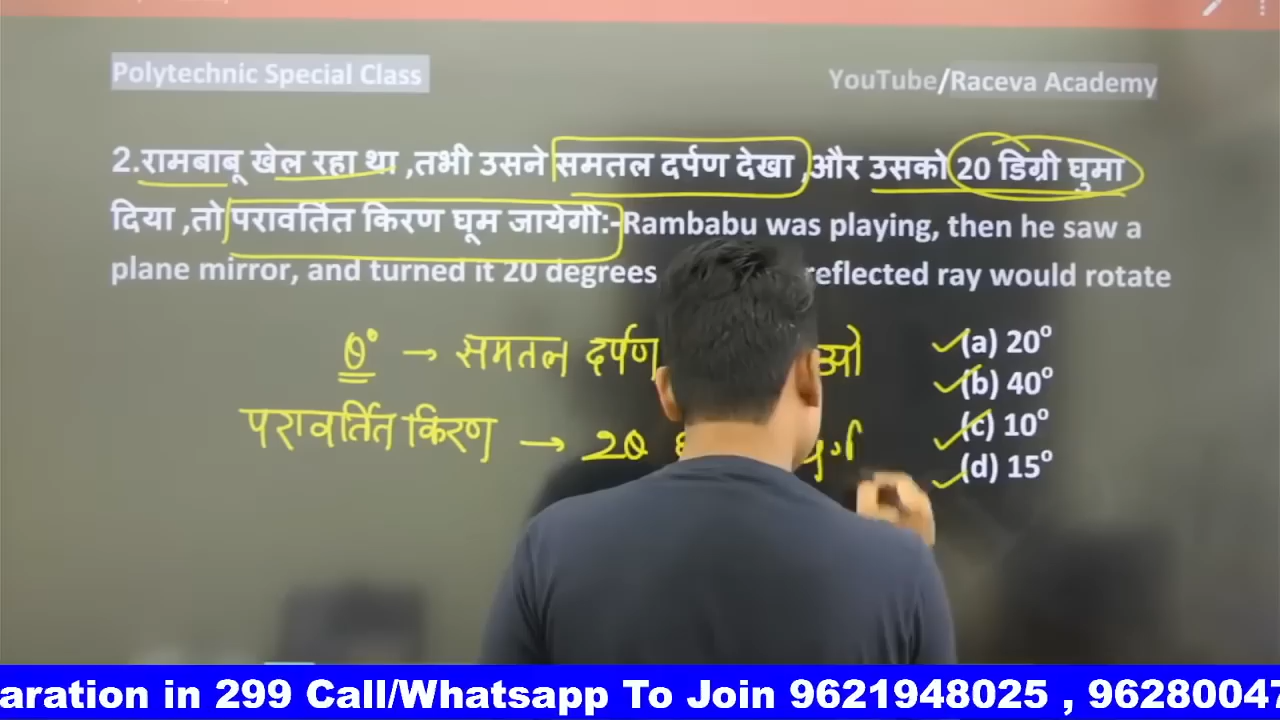 Polytechnic Special Class
YouTube/Raceva Academy
2.रामबाबू खेल रहा था ,तभी उसने समतल दर्पण देखा ,और उसको 20 डिग्री घुमा
दिया ,तो परावर्तित किरण घूम जायेगी:-Rambabu was playing, then he saw a
plane mirror, and turned it 20 degrees reflected ray would rotate
θ° → समतल दर्पण
परावर्तित किरण → 2θ
(a) 20°
(b) 40°
(c) 10°
(d) 15°
aration in 299 Call/Whatsapp To Join 9621948025 , 96280047